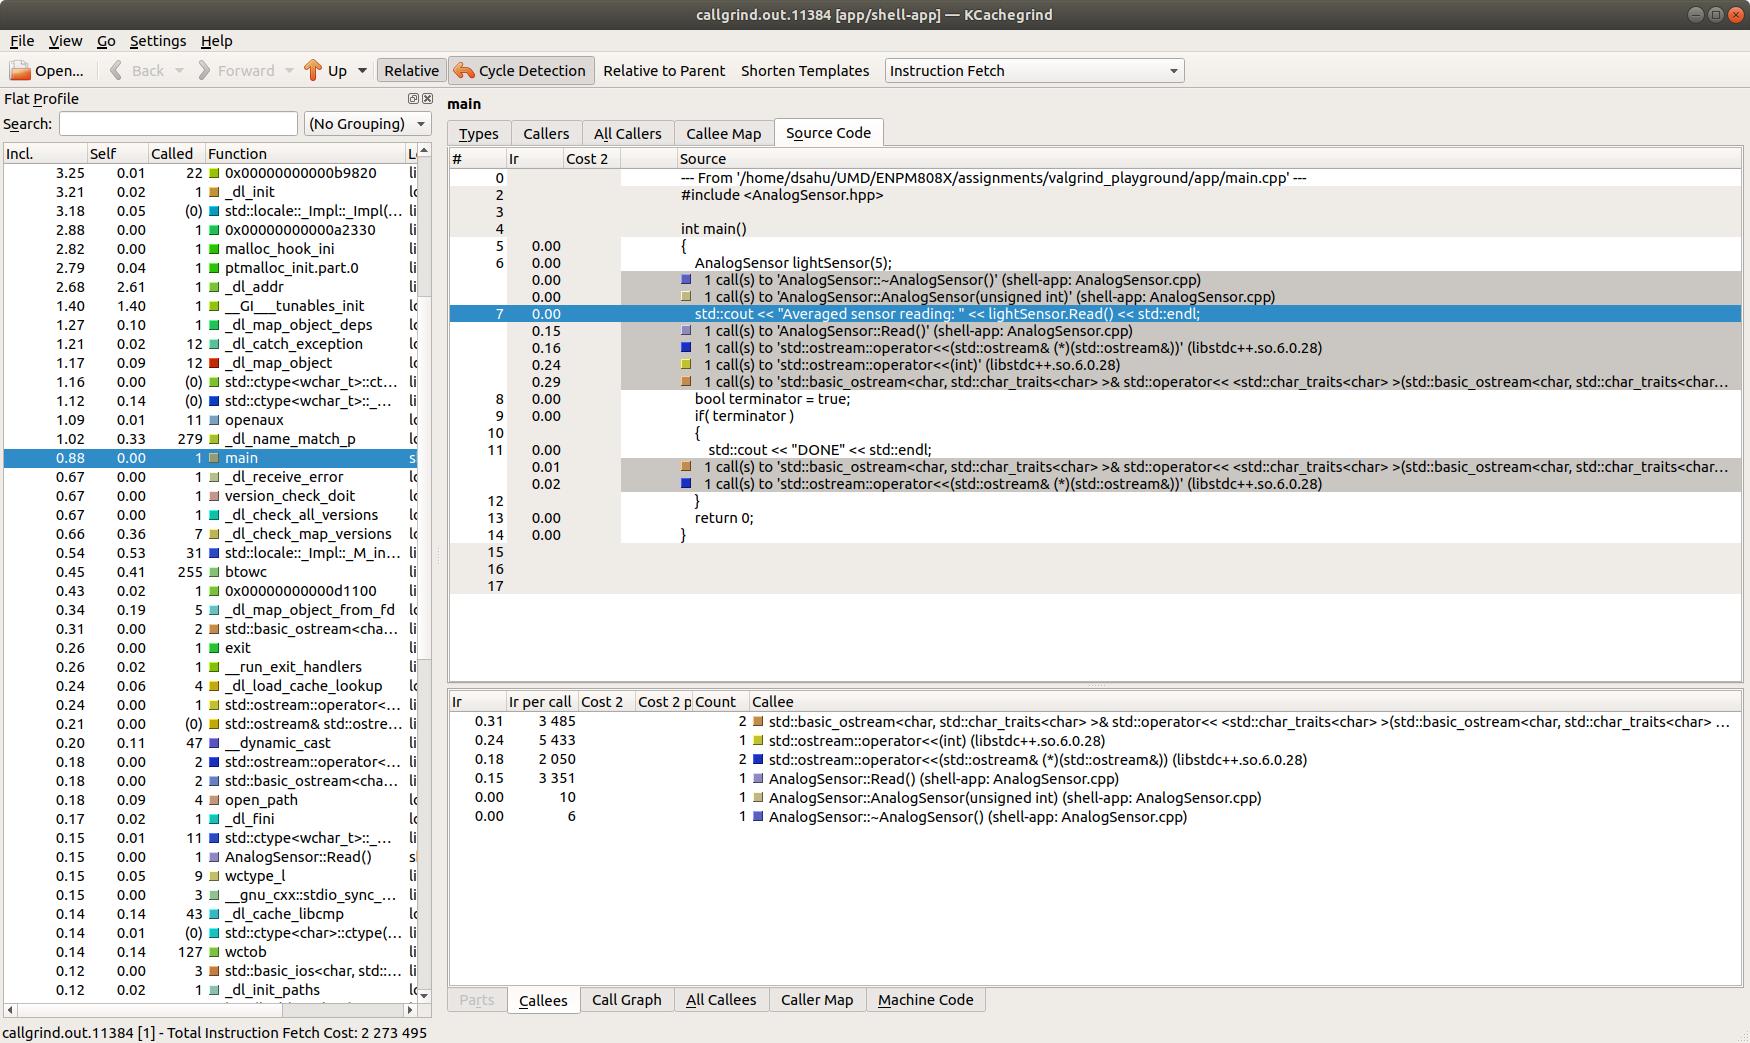 callgrind.out.11384 [app/shell-app] — KCachegrind
File View Go Settings Help
Open... Back Forward Up Relative Cycle Detection Relative to Parent Shorten Templates Instruction Fetch
Flat Profile
Search: (No Grouping)
Incl. Self Called Function
3.25 0.01 22 0x00000000000b9820 li
3.21 0.02 1 _dl_init lo
3.18 0.05 (0) std::locale::_Impl::_Impl(... li
2.88 0.00 1 0x00000000000a2330 li
2.82 0.00 1 malloc_hook_ini li
2.79 0.04 1 ptmalloc_init.part.0 li
2.68 2.61 1 _dl_addr li
1.40 1.40 1 __GI___tunables_init lo
1.27 0.10 1 _dl_map_object_deps lo
1.21 0.02 12 _dl_catch_exception lo
1.17 0.09 12 _dl_map_object lo
1.16 0.00 (0) std::ctype<wchar_t>::ct... li
1.12 0.14 (0) std::ctype<wchar_t>::_... li
1.09 0.01 11 openaux lo
1.02 0.33 279 _dl_name_match_p lo
0.88 0.00 1 main s
0.67 0.00 1 _dl_receive_error lo
0.67 0.00 1 version_check_doit lo
0.67 0.00 1 _dl_check_all_versions lo
0.66 0.36 7 _dl_check_map_versions lo
0.54 0.53 31 std::locale::_Impl::_M_in... li
0.45 0.41 255 btowc li
0.43 0.02 1 0x00000000000d1100 li
0.34 0.19 5 _dl_map_object_from_fd lo
0.31 0.00 2 std::basic_ostream<cha... li
0.26 0.00 1 exit li
0.26 0.02 1 __run_exit_handlers li
0.24 0.06 4 _dl_load_cache_lookup lo
0.24 0.00 1 std::ostream::operator<... li
0.21 0.00 (0) std::ostream& std::ostre... li
0.20 0.11 47 __dynamic_cast li
0.18 0.00 2 std::ostream::operator<... li
0.18 0.00 2 std::basic_ostream<cha... li
0.18 0.09 4 open_path lo
0.17 0.02 1 _dl_fini lo
0.15 0.01 11 std::ctype<wchar_t>::_... li
0.15 0.00 1 AnalogSensor::Read() s
0.15 0.05 9 wctype_l li
0.15 0.00 3 __gnu_cxx::stdio_sync_... li
0.14 0.14 43 _dl_cache_libcmp lo
0.14 0.01 (0) std::ctype<char>::ctype(... li
0.14 0.14 127 wctob li
0.12 0.00 3 std::basic_ios<char, std::... li
0.12 0.02 1 _dl_init_paths lo
callgrind.out.11384 [1] - Total Instruction Fetch Cost: 2 273 495
main
Types Callers All Callers Callee Map Source Code
# Ir Cost 2 Source
0 --- From '/home/dsahu/UMD/ENPM808X/assignments/valgrind_playground/app/main.cpp' ---
2 #include <AnalogSensor.hpp>
3
4 int main()
5 0.00 {
6 0.00 AnalogSensor lightSensor(5);
0.00 1 call(s) to 'AnalogSensor::~AnalogSensor()' (shell-app: AnalogSensor.cpp)
0.00 1 call(s) to 'AnalogSensor::AnalogSensor(unsigned int)' (shell-app: AnalogSensor.cpp)
7 0.00 std::cout << "Averaged sensor reading: " << lightSensor.Read() << std::endl;
0.15 1 call(s) to 'AnalogSensor::Read()' (shell-app: AnalogSensor.cpp)
0.16 1 call(s) to 'std::ostream::operator<<(std::ostream& (*)(std::ostream&))' (libstdc++.so.6.0.28)
0.24 1 call(s) to 'std::ostream::operator<<(int)' (libstdc++.so.6.0.28)
0.29 1 call(s) to 'std::basic_ostream<char, std::char_traits<char> >& std::operator<< <std::char_traits<char> >(std::basic_ostream<char, std::char_traits<char...
8 0.00 bool terminator = true;
9 0.00 if( terminator )
10 {
11 0.00 std::cout << "DONE" << std::endl;
0.01 1 call(s) to 'std::basic_ostream<char, std::char_traits<char> >& std::operator<< <std::char_traits<char> >(std::basic_ostream<char, std::char_traits<char...
0.02 1 call(s) to 'std::ostream::operator<<(std::ostream& (*)(std::ostream&))' (libstdc++.so.6.0.28)
12 }
13 0.00 return 0;
14 0.00 }
15
16
17
Ir Ir per call Cost 2 Cost 2 p Count Callee
0.31 3 485 2 std::basic_ostream<char, std::char_traits<char> >& std::operator<< <std::char_traits<char> >(std::basic_ostream<char, std::char_traits<char> ...
0.24 5 433 1 std::ostream::operator<<(int) (libstdc++.so.6.0.28)
0.18 2 050 2 std::ostream::operator<<(std::ostream& (*)(std::ostream&)) (libstdc++.so.6.0.28)
0.15 3 351 1 AnalogSensor::Read() (shell-app: AnalogSensor.cpp)
0.00 10 1 AnalogSensor::AnalogSensor(unsigned int) (shell-app: AnalogSensor.cpp)
0.00 6 1 AnalogSensor::~AnalogSensor() (shell-app: AnalogSensor.cpp)
Parts Callees Call Graph All Callees Caller Map Machine Code